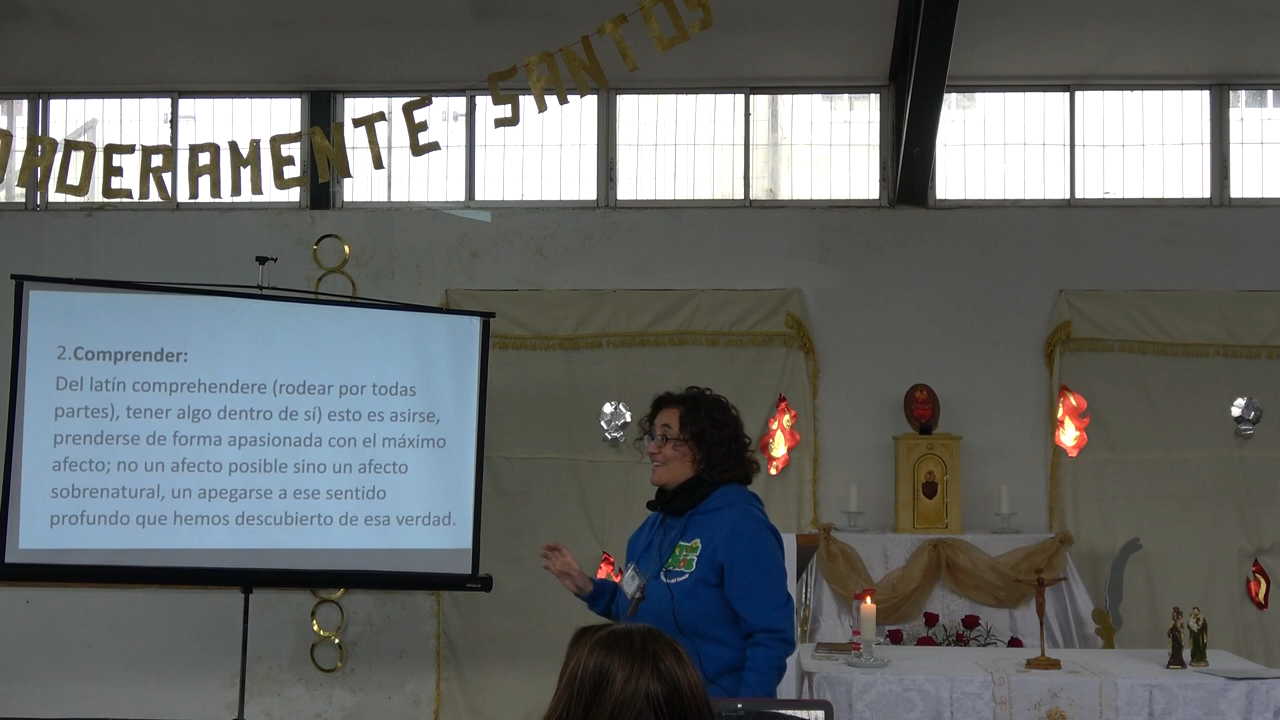 DADERAMENTE SANTOS
2.Comprender:
Del latín comprehendere (rodear por todas
partes), tener algo dentro de sí) esto es asirse,
prenderse de forma apasionada con el máximo
afecto; no un afecto posible sino un afecto
sobrenatural, un apegarse a ese sentido
profundo que hemos descubierto de esa verdad.